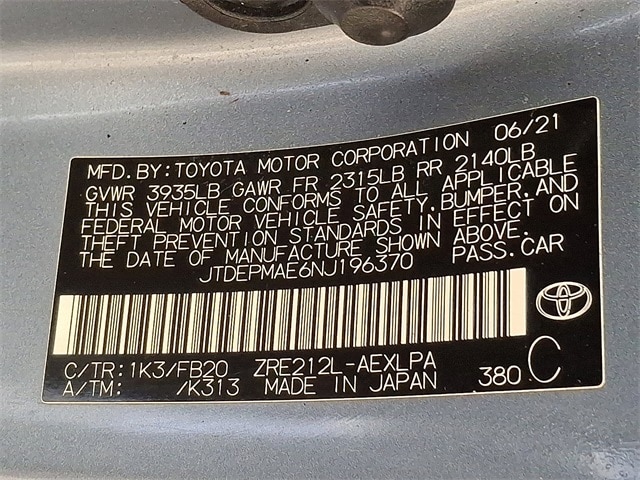 MFD. BY: TOYOTA MOTOR CORPORATION 06/21
GVWR 3935LB GAWR FR 2315LB RR 2140LB
THIS VEHICLE CONFORMS TO ALL APPLICABLE
FEDERAL MOTOR VEHICLE SAFETY, BUMPER, AND
THEFT PREVENTION STANDARDS IN EFFECT ON
THE DATE OF MANUFACTURE SHOWN ABOVE.
JTDEPMAE6NJ196370 PASS. CAR
C/TR: 1K3/FB20 ZRE212L-AEXLPA
A/TM: /K313 MADE IN JAPAN 380 C